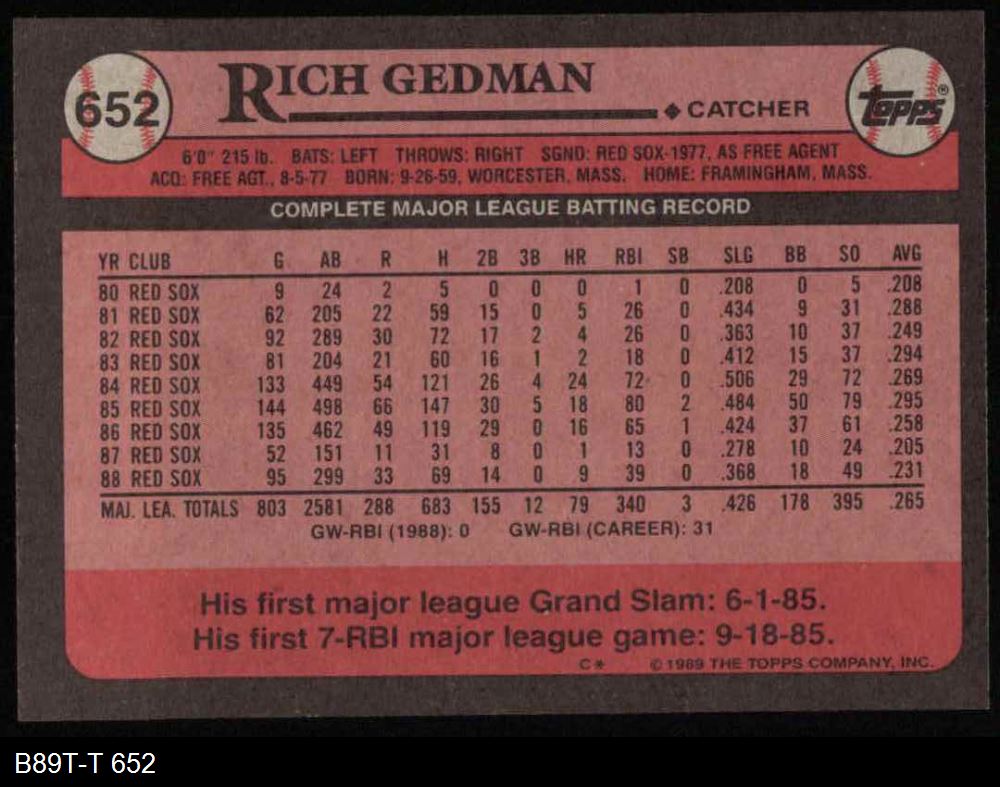 652 RICH GEDMAN ◆ CATCHER Topps®
6'0" 215 lb. BATS: LEFT THROWS: RIGHT SGND: RED SOX-1977, AS FREE AGENT
ACQ: FREE AGT., 8-5-77 BORN: 9-26-59, WORCESTER, MASS. HOME: FRAMINGHAM, MASS.
COMPLETE MAJOR LEAGUE BATTING RECORD
YR CLUB G AB R H 2B 3B HR RBI SB SLG BB SO AVG
80 RED SOX 9 24 2 5 0 0 0 1 0 .208 0 5 .208
81 RED SOX 62 205 22 59 15 0 5 26 0 .434 9 31 .288
82 RED SOX 92 289 30 72 17 2 4 26 0 .363 10 37 .249
83 RED SOX 81 204 21 60 16 1 2 18 0 .412 15 37 .294
84 RED SOX 133 449 54 121 26 4 24 72 0 .506 29 72 .269
85 RED SOX 144 498 66 147 30 5 18 80 2 .484 50 79 .295
86 RED SOX 135 462 49 119 29 0 16 65 1 .424 37 61 .258
87 RED SOX 52 151 11 31 8 0 1 13 0 .278 10 24 .205
88 RED SOX 95 299 33 69 14 0 9 39 0 .368 18 49 .231
MAJ. LEA. TOTALS 803 2581 288 683 155 12 79 340 3 .426 178 395 .265
GW-RBI (1988): 0 GW-RBI (CAREER): 31
His first major league Grand Slam: 6-1-85.
His first 7-RBI major league game: 9-18-85.
C* © 1989 THE TOPPS COMPANY, INC.
B89T-T 652